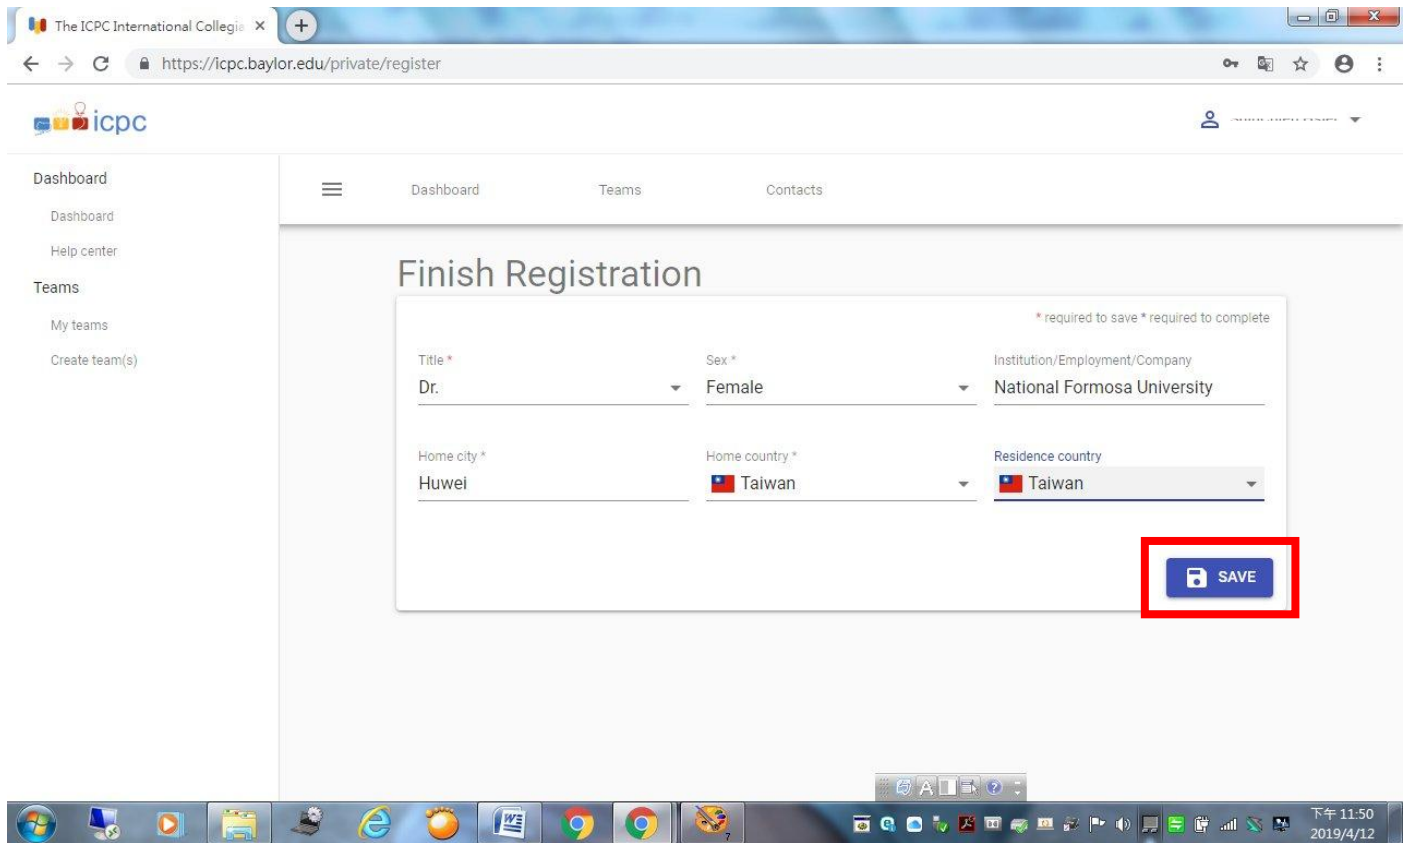 The ICPC International Collegia
https://icpc.baylor.edu/private/register
icpc
Dashboard
Dashboard
Help center
Teams
My teams
Create team(s)
Dashboard Teams Contacts
Finish Registration
* required to save * required to complete
Title * Sex * Institution/Employment/Company
Dr. Female National Formosa University
Home city * Home country * Residence country
Huwei Taiwan Taiwan
SAVE
下午 11:50
2019/4/12